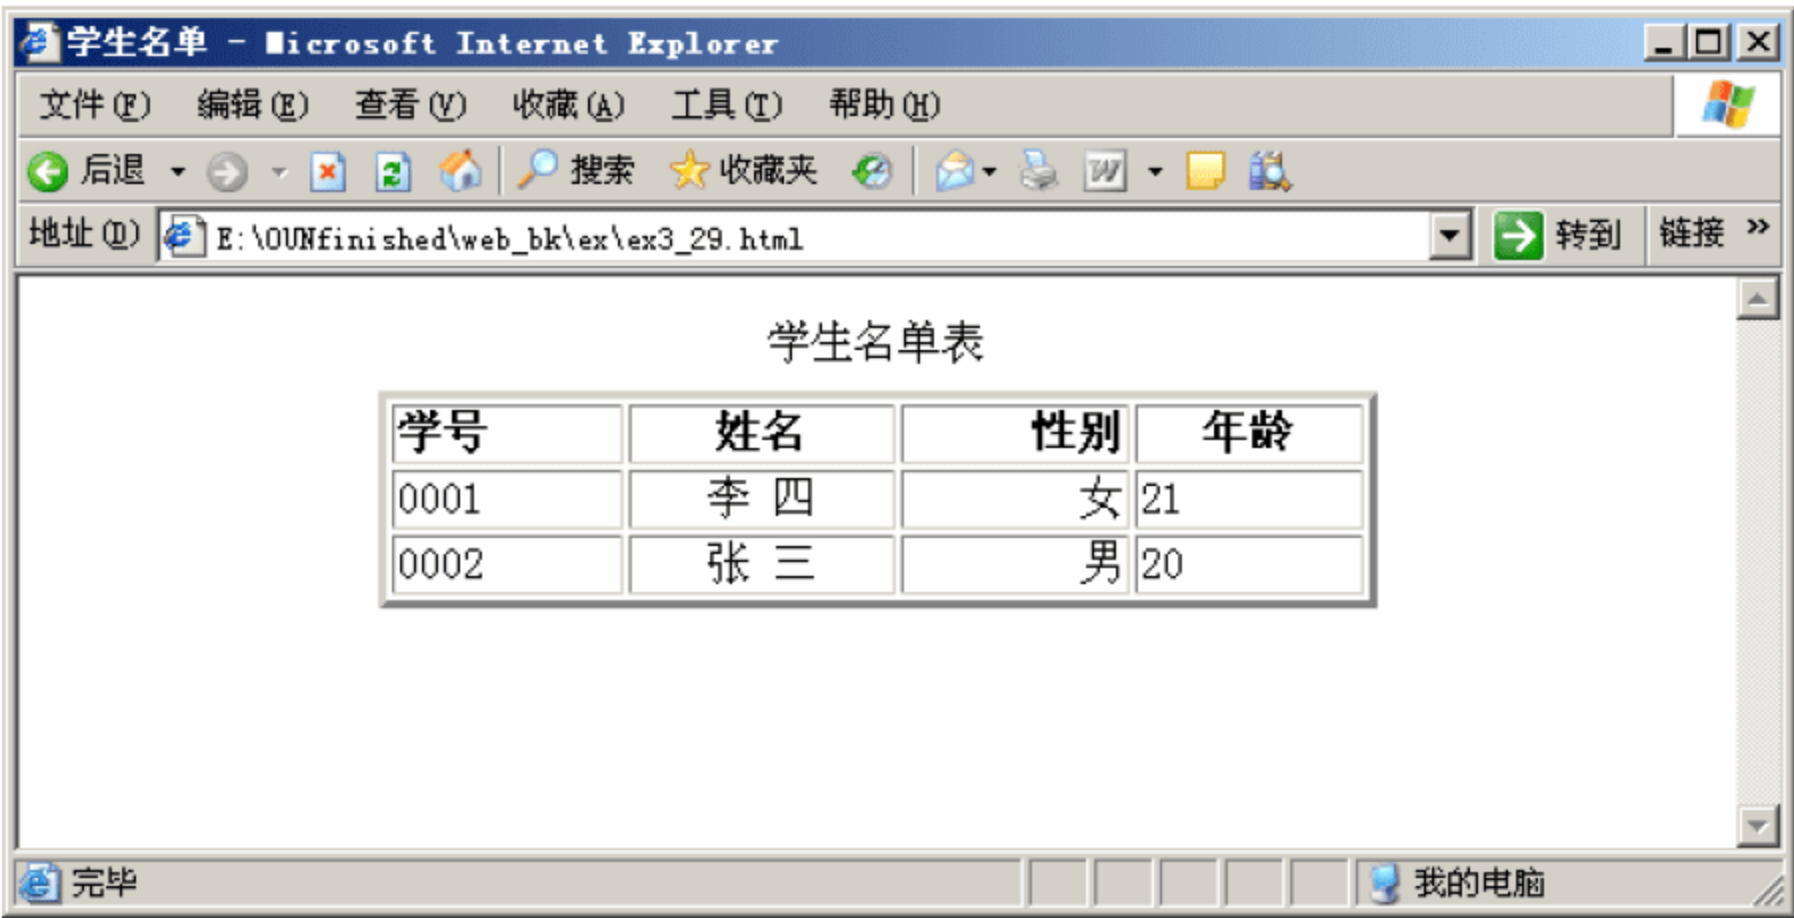 学生名单 - Microsoft Internet Explorer
文件(F) 编辑(E) 查看(V) 收藏(A) 工具(T) 帮助(H)
后退 搜索 收藏夹 W
地址(D) E:\OUNfinished\web_bk\ex\ex3_29.html 转到 链接 »
学生名单表
学号 姓名 性别 年龄
0001 李 四 女 21
0002 张 三 男 20
完毕 我的电脑